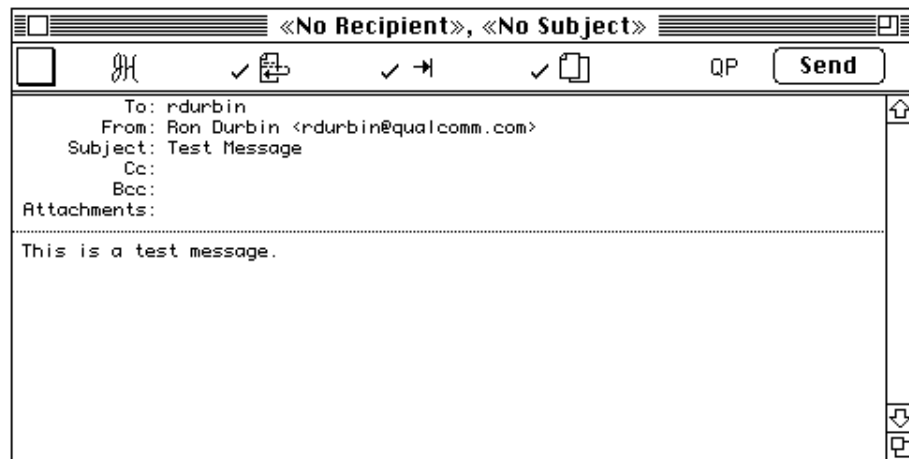 «No Recipient», «No Subject»
QP Send
To: rdurbin
From: Ron Durbin <rdurbin@qualcomm.com>
Subject: Test Message
Cc:
Bcc:
Attachments:
This is a test message.